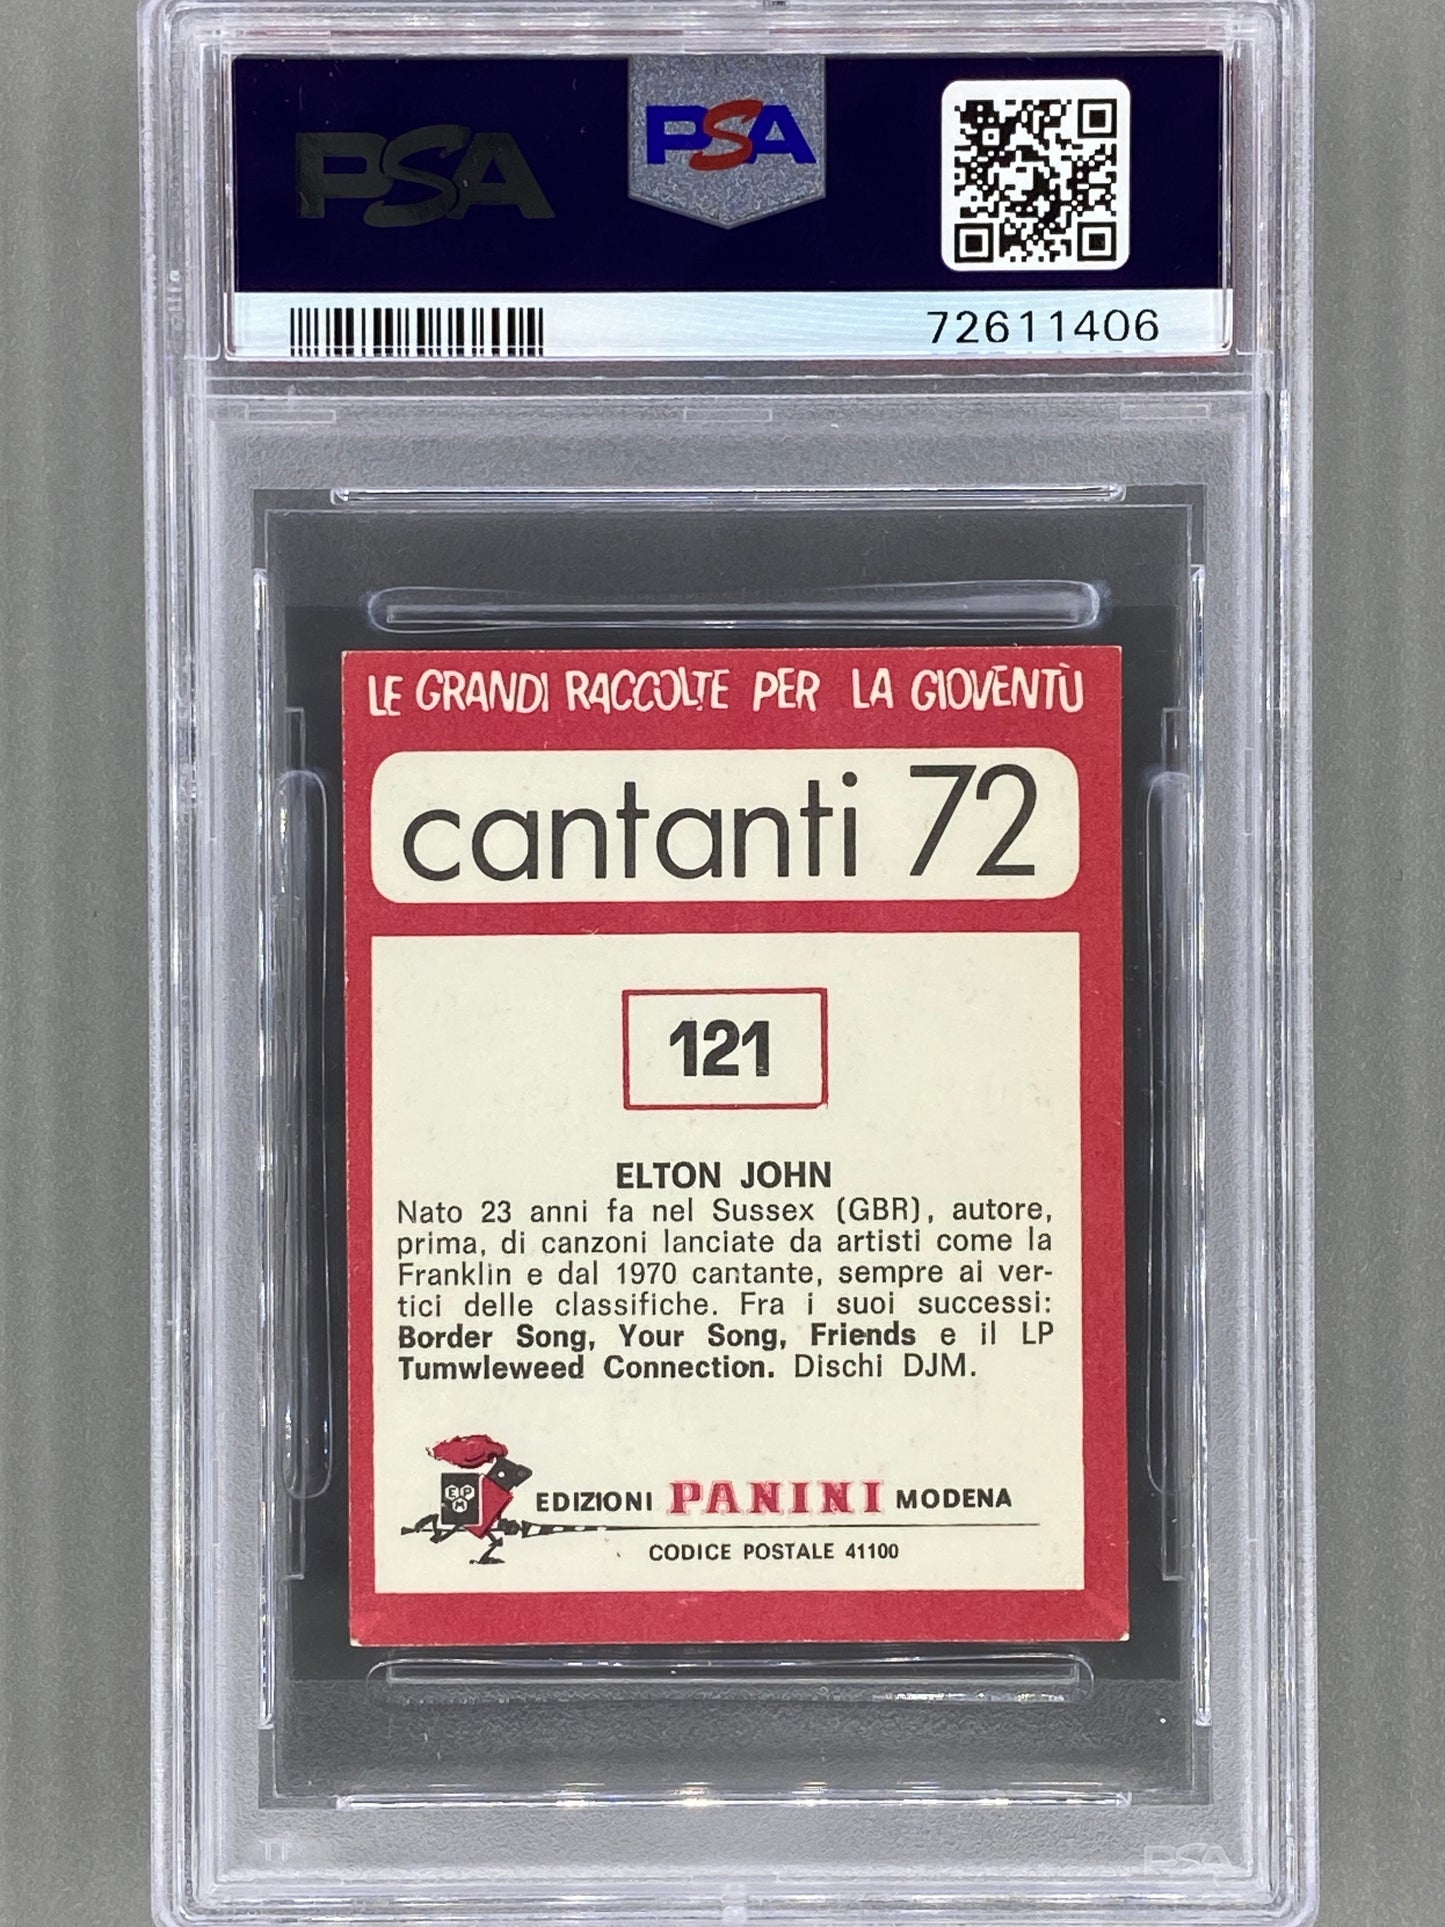 PSA
PSA
72611406
LE GRANDI RACCOLTE PER LA GIOVENTÙ
cantanti 72
121
ELTON JOHN
Nato 23 anni fa nel Sussex (GBR), autore,
prima, di canzoni lanciate da artisti come la
Franklin e dal 1970 cantante, sempre ai ver-
tici delle classifiche. Fra i suoi successi:
Border Song, Your Song, Friends e il LP
Tumwleweed Connection. Dischi DJM.
EPM
EDIZIONI PANINI MODENA
CODICE POSTALE 41100
PSA